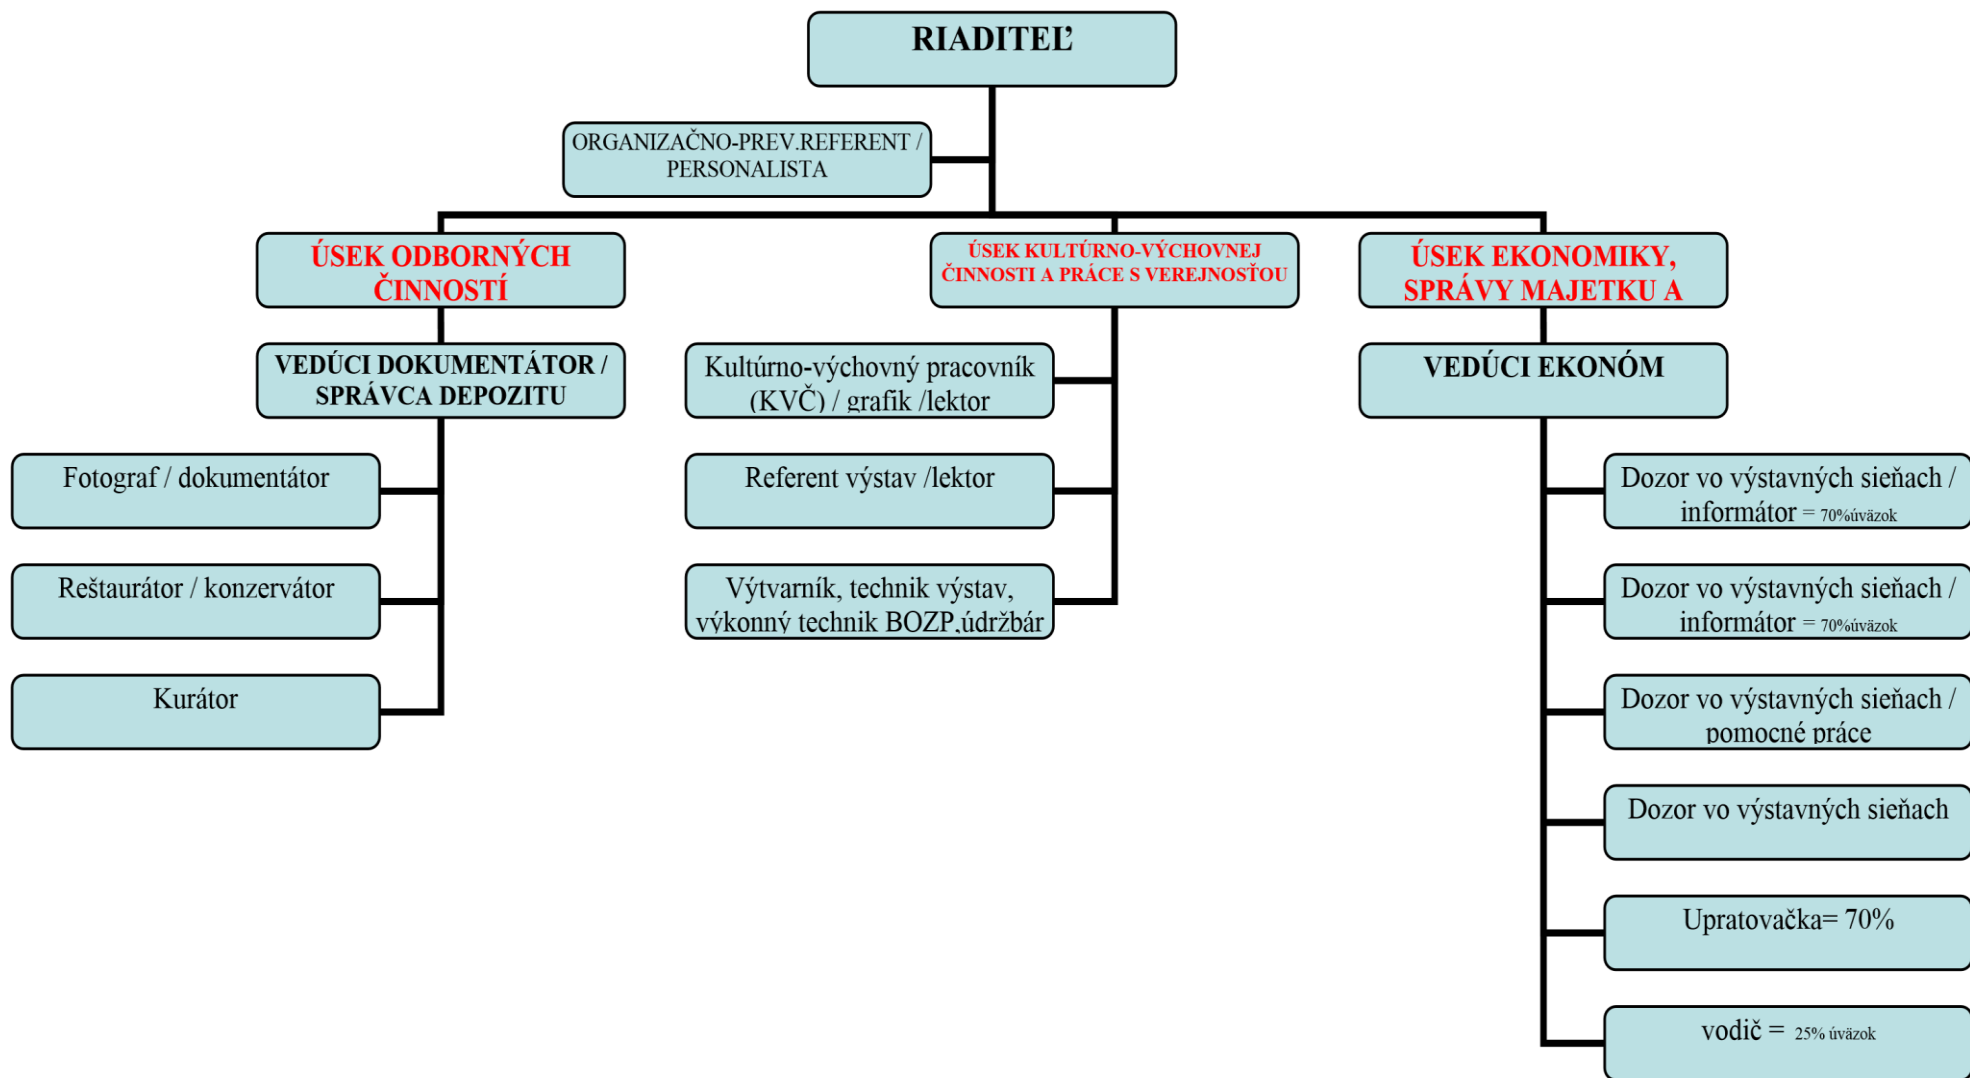 RIADITEĽ
ORGANIZAČNO-PREV.REFERENT /
PERSONALISTA
ÚSEK ODBORNÝCH
ČINNOSTÍ
ÚSEK KULTÚRNO-VÝCHOVNEJ
ČINNOSTI A PRÁCE S VEREJNOSŤOU
ÚSEK EKONOMIKY,
SPRÁVY MAJETKU A
VEDÚCI DOKUMENTÁTOR /
SPRÁVCA DEPOZITU
Kultúrno-výchovný pracovník
(KVČ) / grafik /lektor
VEDÚCI EKONÓM
Fotograf / dokumentátor
Referent výstav /lektor
Dozor vo výstavných sieňach /
informátor = 70%úväzok
Reštaurátor / konzervátor
Výtvarník, technik výstav,
výkonný technik BOZP,údržbár
Dozor vo výstavných sieňach /
informátor = 70%úväzok
Kurátor
Dozor vo výstavných sieňach /
pomocné práce
Dozor vo výstavných sieňach
Upratovačka= 70%
vodič = 25% úväzok